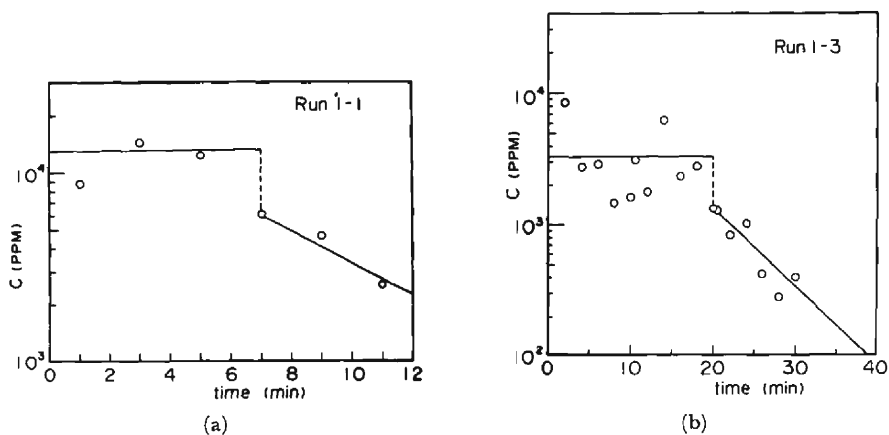 Run 1-1
10⁴
10³
C (PPM)
0 2 4 6 8 10 12
time (min)
(a)
Run 1-3
10⁴
10³
10²
C (PPM)
0 10 20 30 40
time (min)
(b)